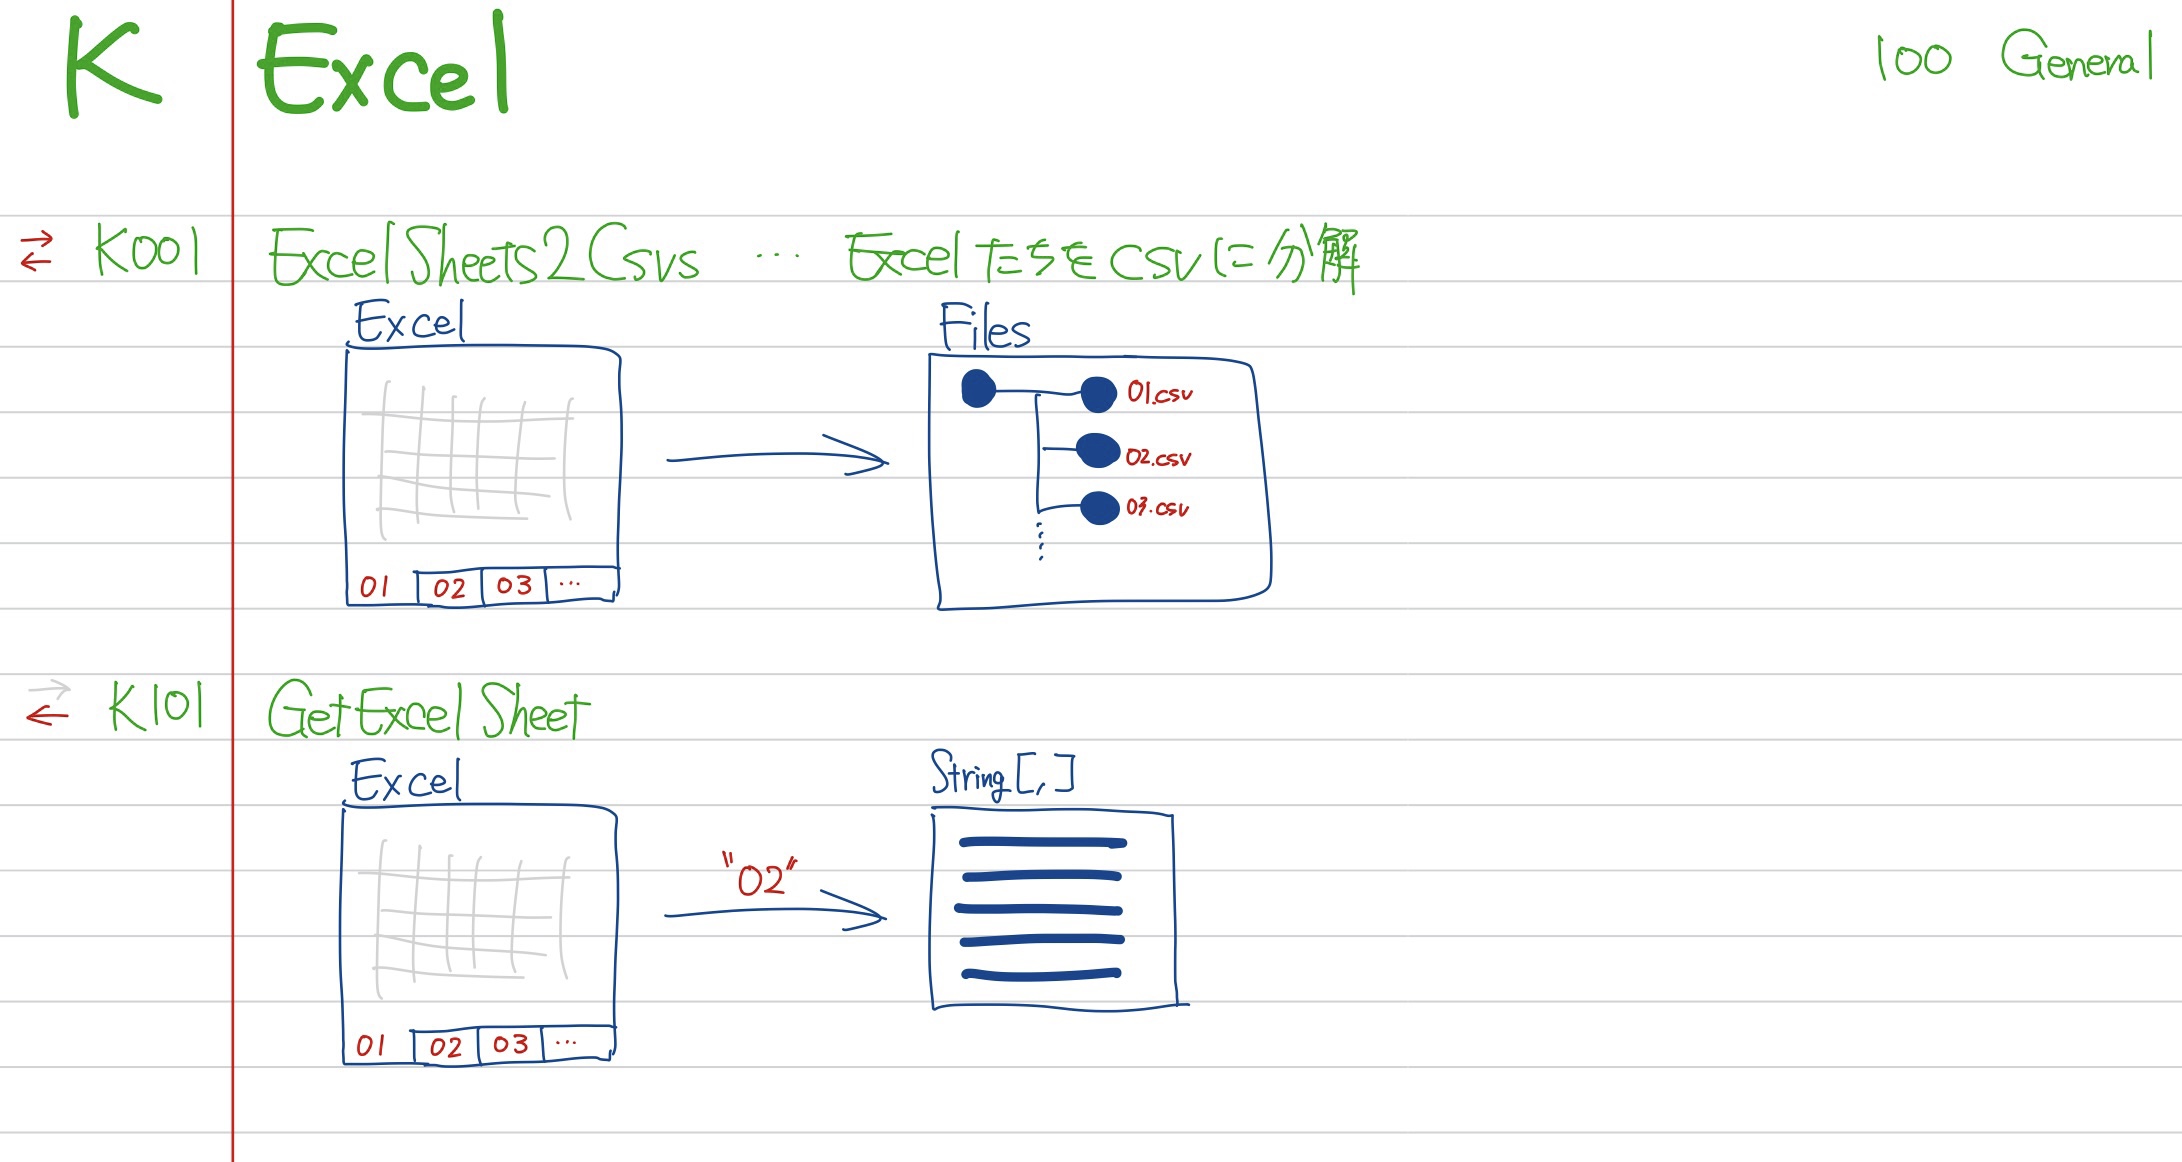 K Excel 100 General
⇄ K001 ExcelSheets2Csvs … Excelたちをcsvに分解
Excel Files
01.csv
02.csv
03.csv
01 02 03 …
⇄ K101 GetExcelSheet
Excel String[,]
"02"
01 02 03 …